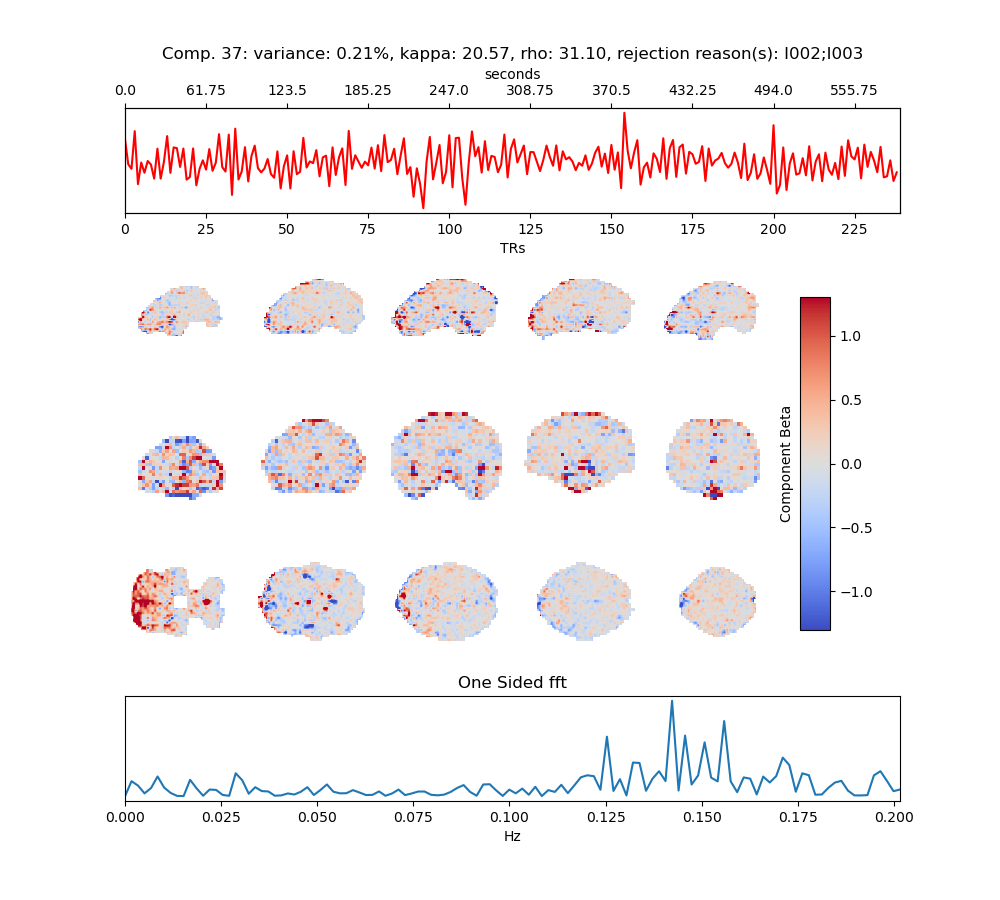 Comp. 37: variance: 0.21%, kappa: 20.57, rho: 31.10, rejection reason(s): I002;I003
seconds
0.0 61.75 123.5 185.25 247.0 308.75 370.5 432.25 494.0 555.75
0 25 50 75 100 125 150 175 200 225
TRs
1.0
0.5
0.0
−0.5
−1.0
Component Beta
One Sided fft
0.000 0.025 0.050 0.075 0.100 0.125 0.150 0.175 0.200
Hz